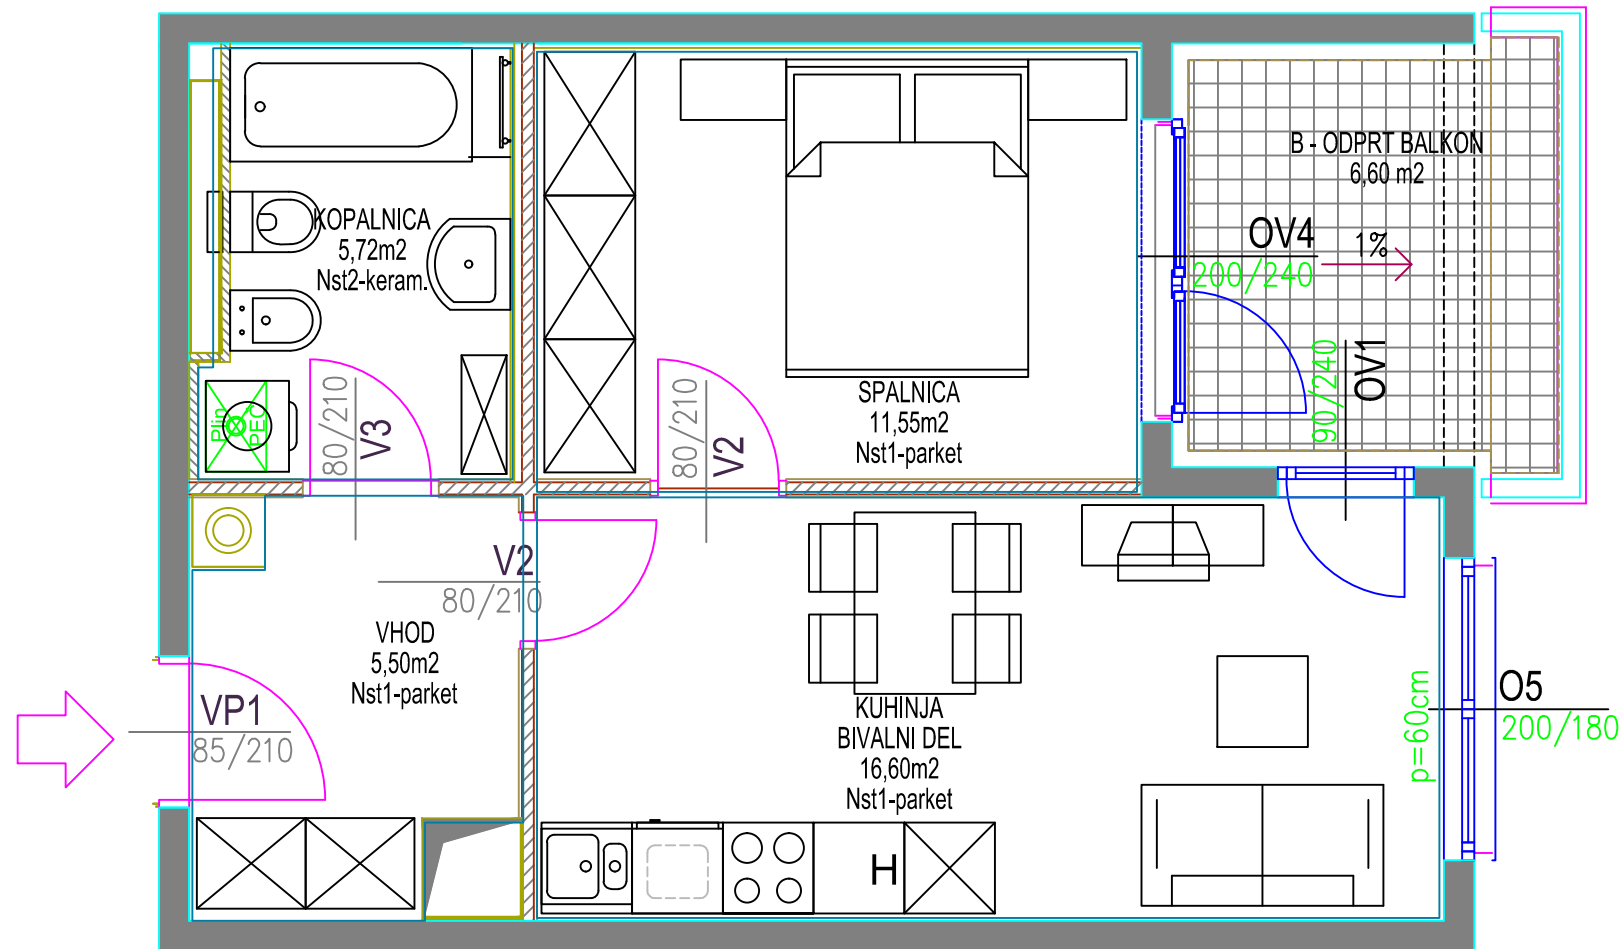 B - ODPRT BALKON
6,60 m2
KOPALNICA
5,72m2
Nst2-keram.
OV4
200/240
1%
90/240
OV1
SPALNICA
11,55m2
Nst1-parket
Plin
PEČ
80/210
V3
80/210
V2
V2
80/210
VHOD
5,50m2
Nst1-parket
VP1
85/210
KUHINJA
BIVALNI DEL
16,60m2
Nst1-parket
p=60cm
O5
200/180
H